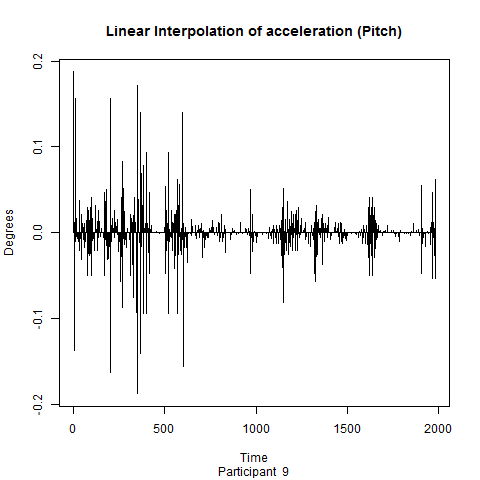 Linear Interpolation of acceleration (Pitch)
0.2
0.1
0.0
-0.1
-0.2
Degrees
0 500 1000 1500 2000
Time
Participant 9